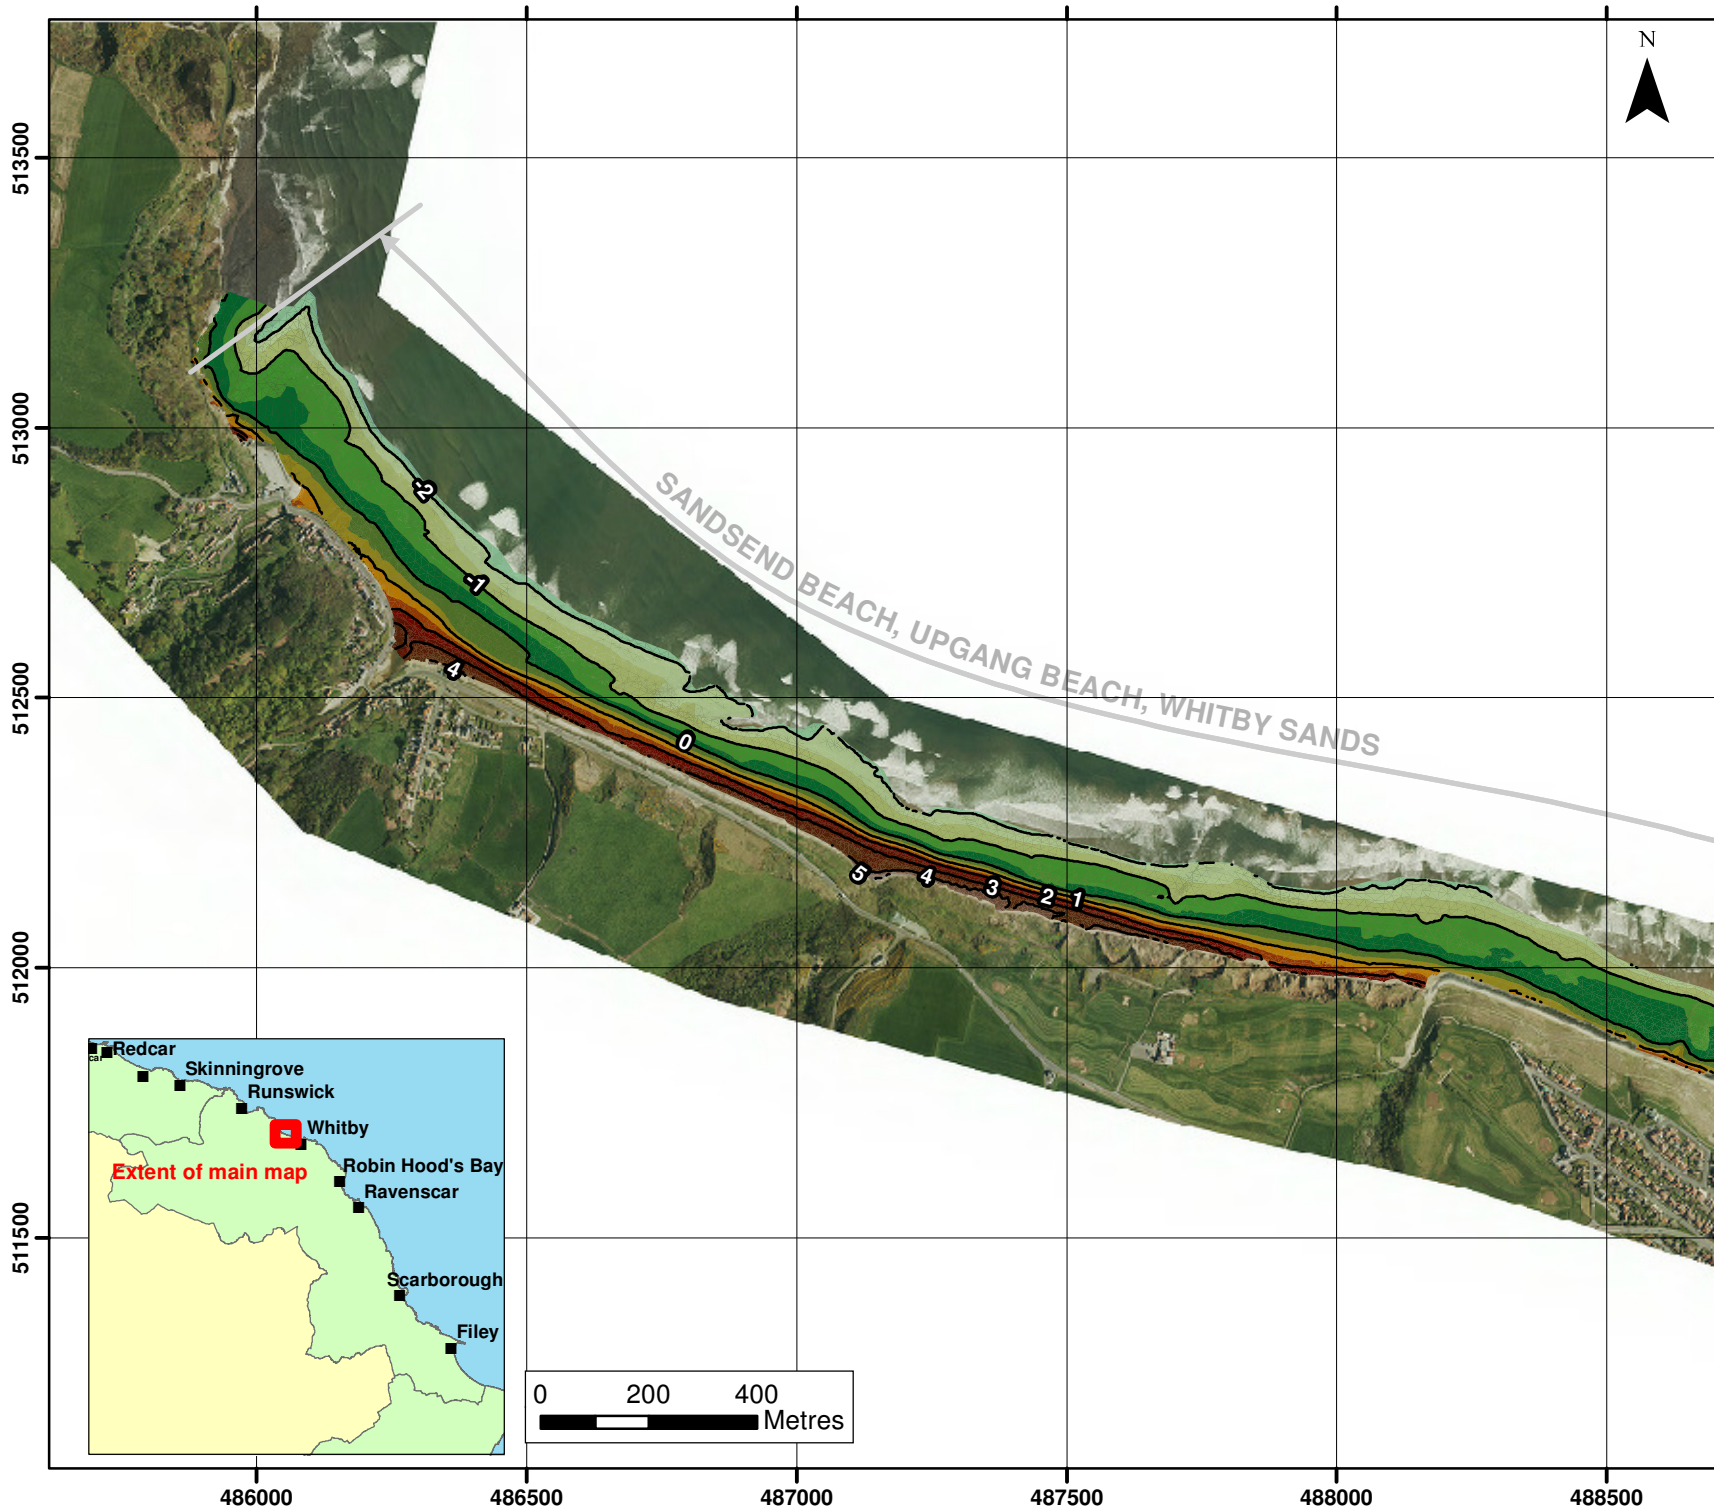 N
513500
513000
512500
512000
511500
SANDSEND BEACH, UPGANG BEACH, WHITBY SANDS
-2
-1
4
0
5
4
3
2
1
Redcar
car
Skinningrove
Runswick
Whitby
Extent of main map
Robin Hood's Bay
Ravenscar
Scarborough
Filey
0 200 400
Metres
486000 486500 487000 487500 488000 488500